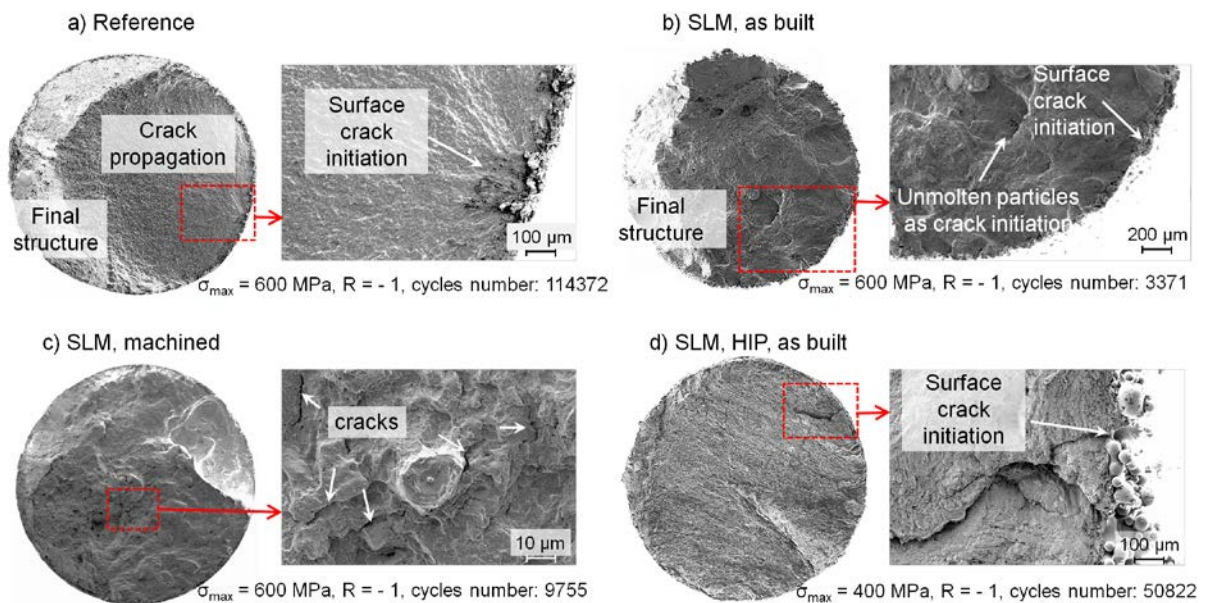 a) Reference
Crack
propagation
Final
structure
Surface
crack
initiation
100 µm
σmax = 600 MPa, R = - 1, cycles number: 114372
b) SLM, as built
Final
structure
Surface
crack
initiation
Unmolten particles
as crack initiation
200 µm
σmax = 600 MPa, R = - 1, cycles number: 3371
c) SLM, machined
cracks
10 µm
σmax = 600 MPa, R = - 1, cycles number: 9755
d) SLM, HIP, as built
Surface
crack
initiation
100 µm
σmax = 400 MPa, R = - 1, cycles number: 50822